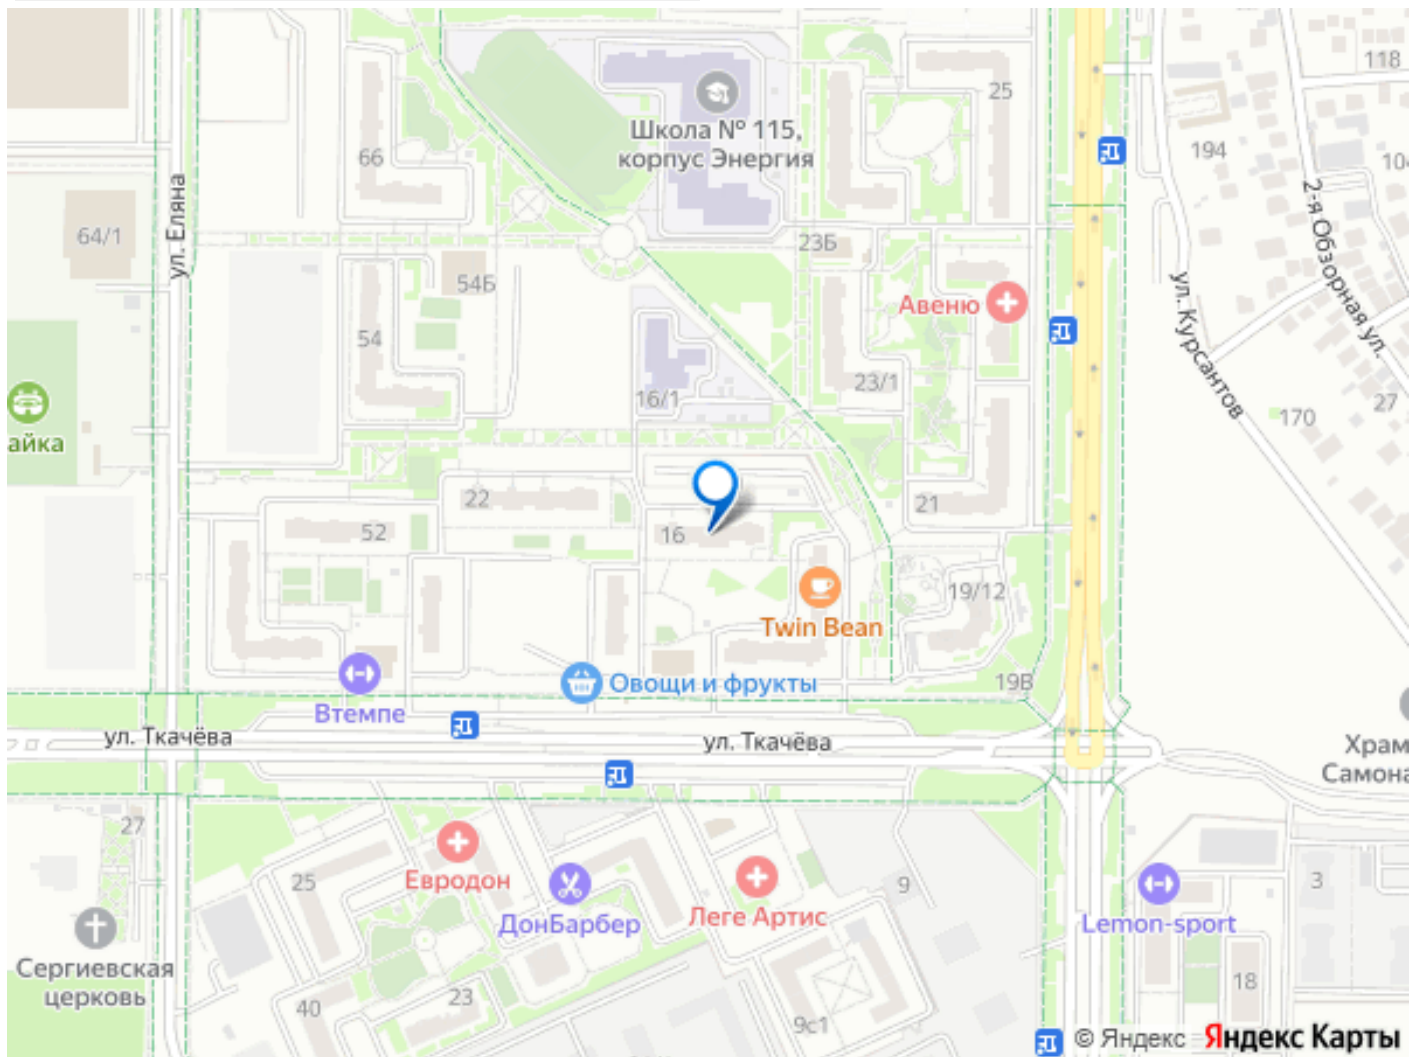 118
25
Школа № 115,
корпус Энергия
66
194
ул. Еляна
2-я Обзорная ул.
64/1
23Б
54Б
Авеню
ул. Курсантов
54
23/1
16/1
27
170
айка
22
21
52
16
19/12
Twin Bean
Овощи и фрукты
19В
Втемпе
ул. Ткачёва
ул. Ткачёва
Храм
Самона
27
25
Евродон
9
3
Леге Артис
ДонБарбер
Lemon-sport
Сергиевская
церковь
40
23
9с1
18
© Яндекс
Яндекс Карты